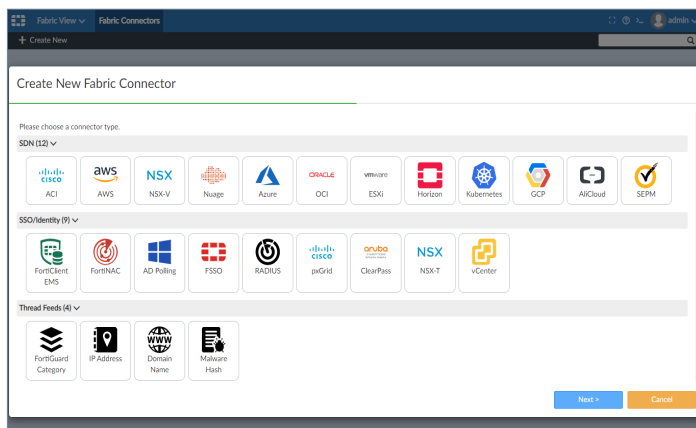 Fabric View Fabric Connectors admin
+ Create New
Create New Fabric Connector
Please choose a connector type.
SDN (12)
CISCO aws NSX ORACLE vmware
ACI AWS NSX-V Nuage Azure OCI ESXi Horizon Kubernetes GCP AliCloud SEPM
SSO/Identity (9)
CISCO aruba NSX
FortiClient EMS FortiNAC AD Polling FSSO RADIUS pxGrid ClearPass NSX-T vCenter
Thread Feeds (4)
WWW
FortiGuard Category IP Address Domain Name Malware Hash
Next > Cancel